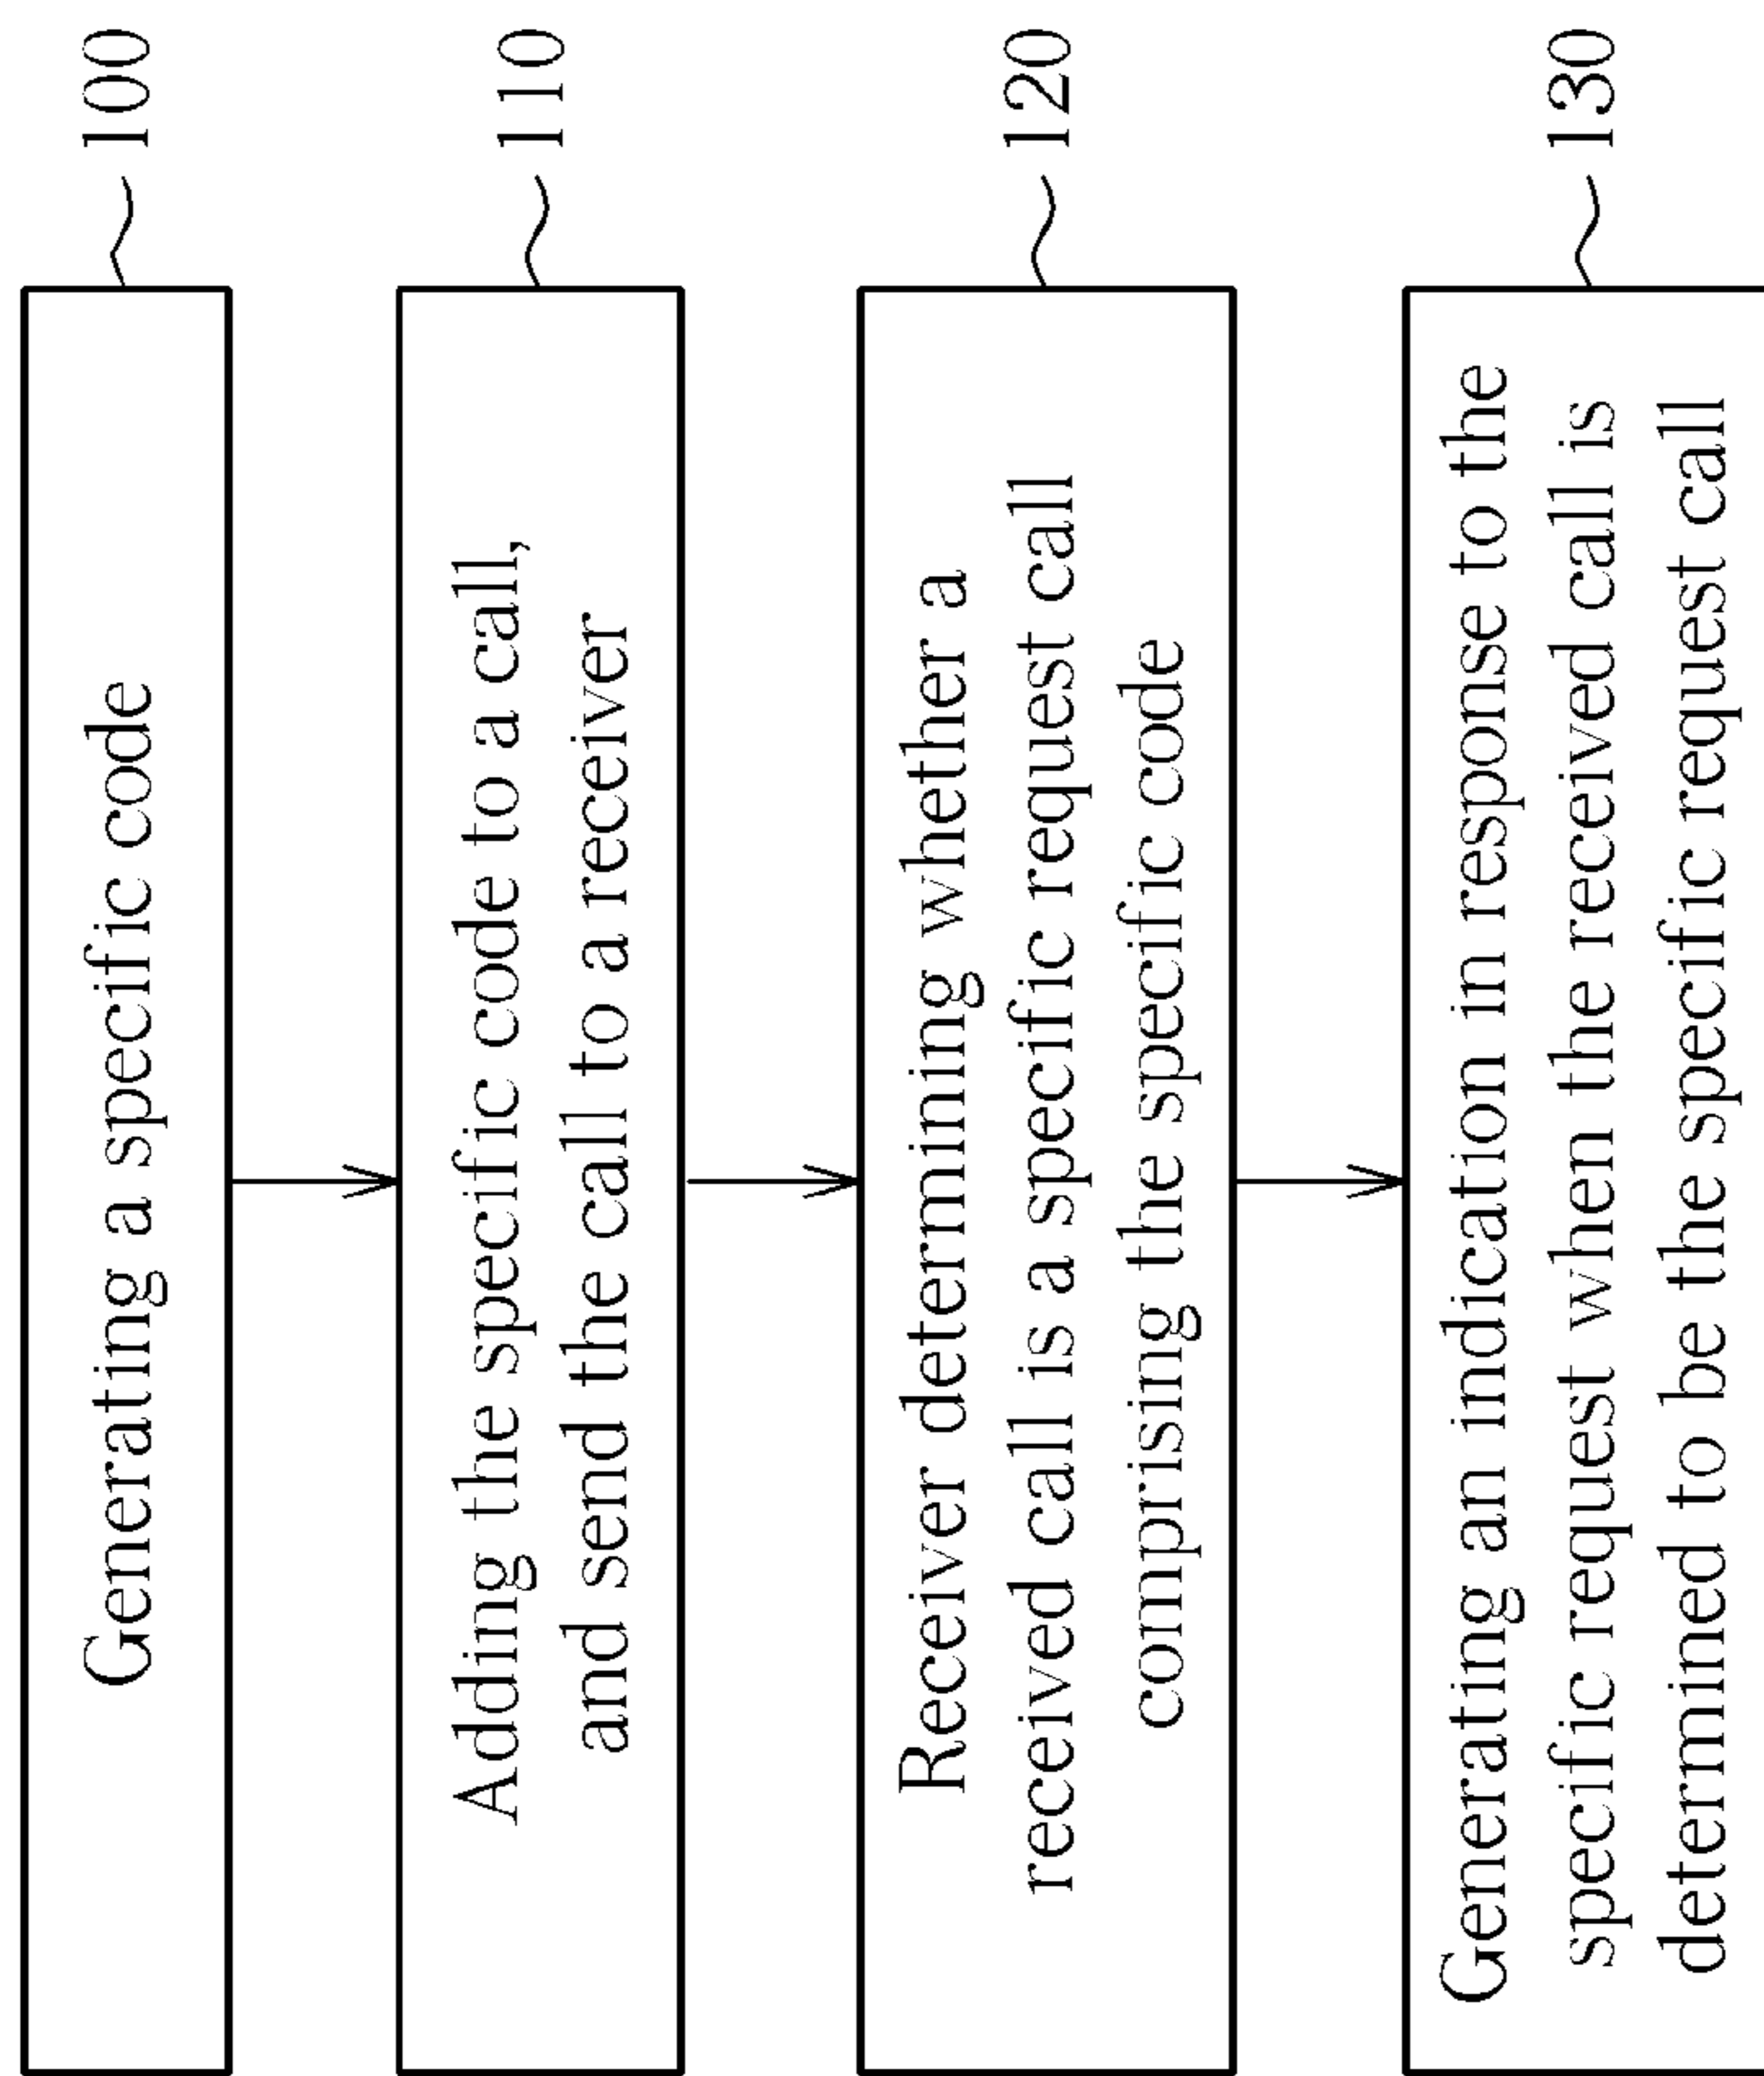 Generating a specific code
100
Adding the specific code to a call,
and send the call to a receiver
110
Receiver determining whether a
received call is a specific request call
comprising the specific code
120
Generating an indication in response to the
specific request when the received call is
determined to be the specific request call
130